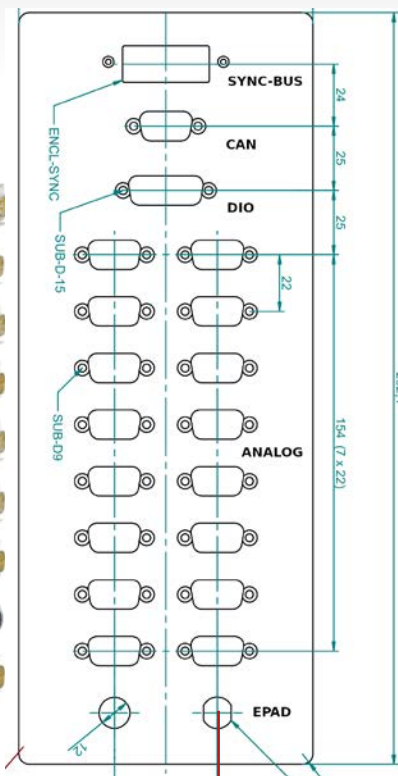 SYNC-BUS
24
CAN
25
ENCL-SYNC
DIO
25
SUB-D-15
22
SUB-D9
154 (7 x 22)
ANALOG
EPAD
12